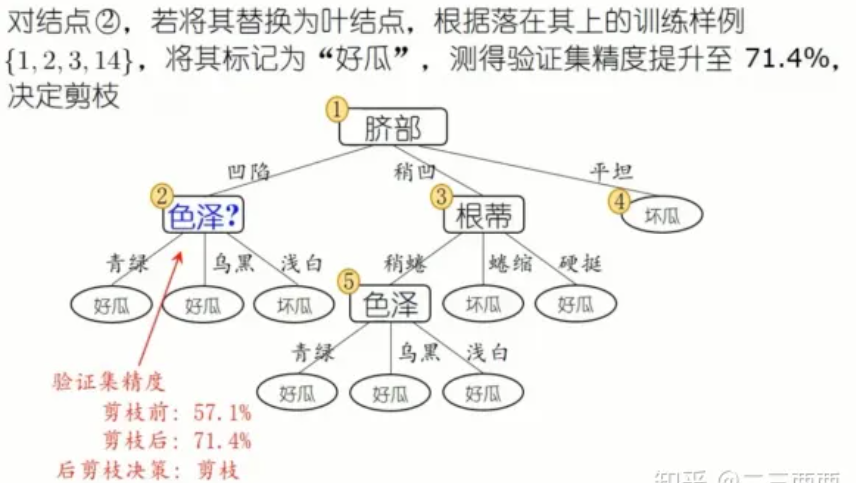 对结点②，若将其替换为叶结点，根据落在其上的训练样例
{1,2,3,14}，将其标记为“好瓜”，测得验证集精度提升至 71.4%，
决定剪枝
① 脐部
凹陷 稍凹 平坦
② 色泽? ③ 根蒂 ④ 坏瓜
青绿 乌黑 浅白 稍蜷 蜷缩 硬挺
好瓜 好瓜 坏瓜 ⑤ 色泽 坏瓜 好瓜
青绿 乌黑 浅白
好瓜 好瓜 好瓜
验证集精度
剪枝前: 57.1%
剪枝后: 71.4%
后剪枝决策: 剪枝